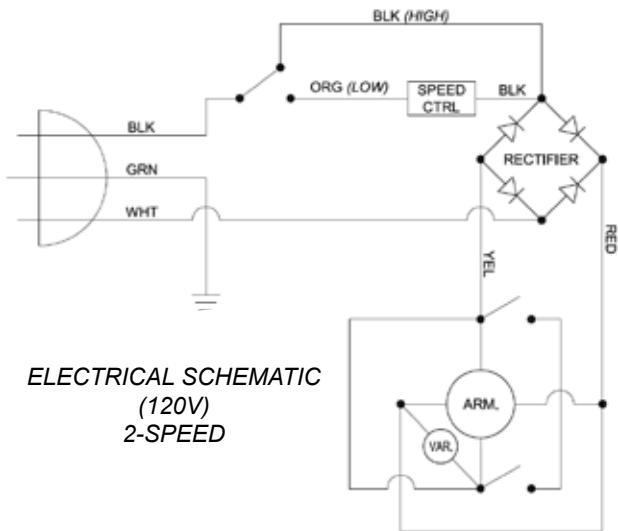 BLK (HIGH)
ORG (LOW)
SPEED
CTRL
BLK
BLK
RECTIFIER
GRN
WHT
YEL
RED
ELECTRICAL SCHEMATIC
(120V)
2-SPEED
ARM.
VAR.